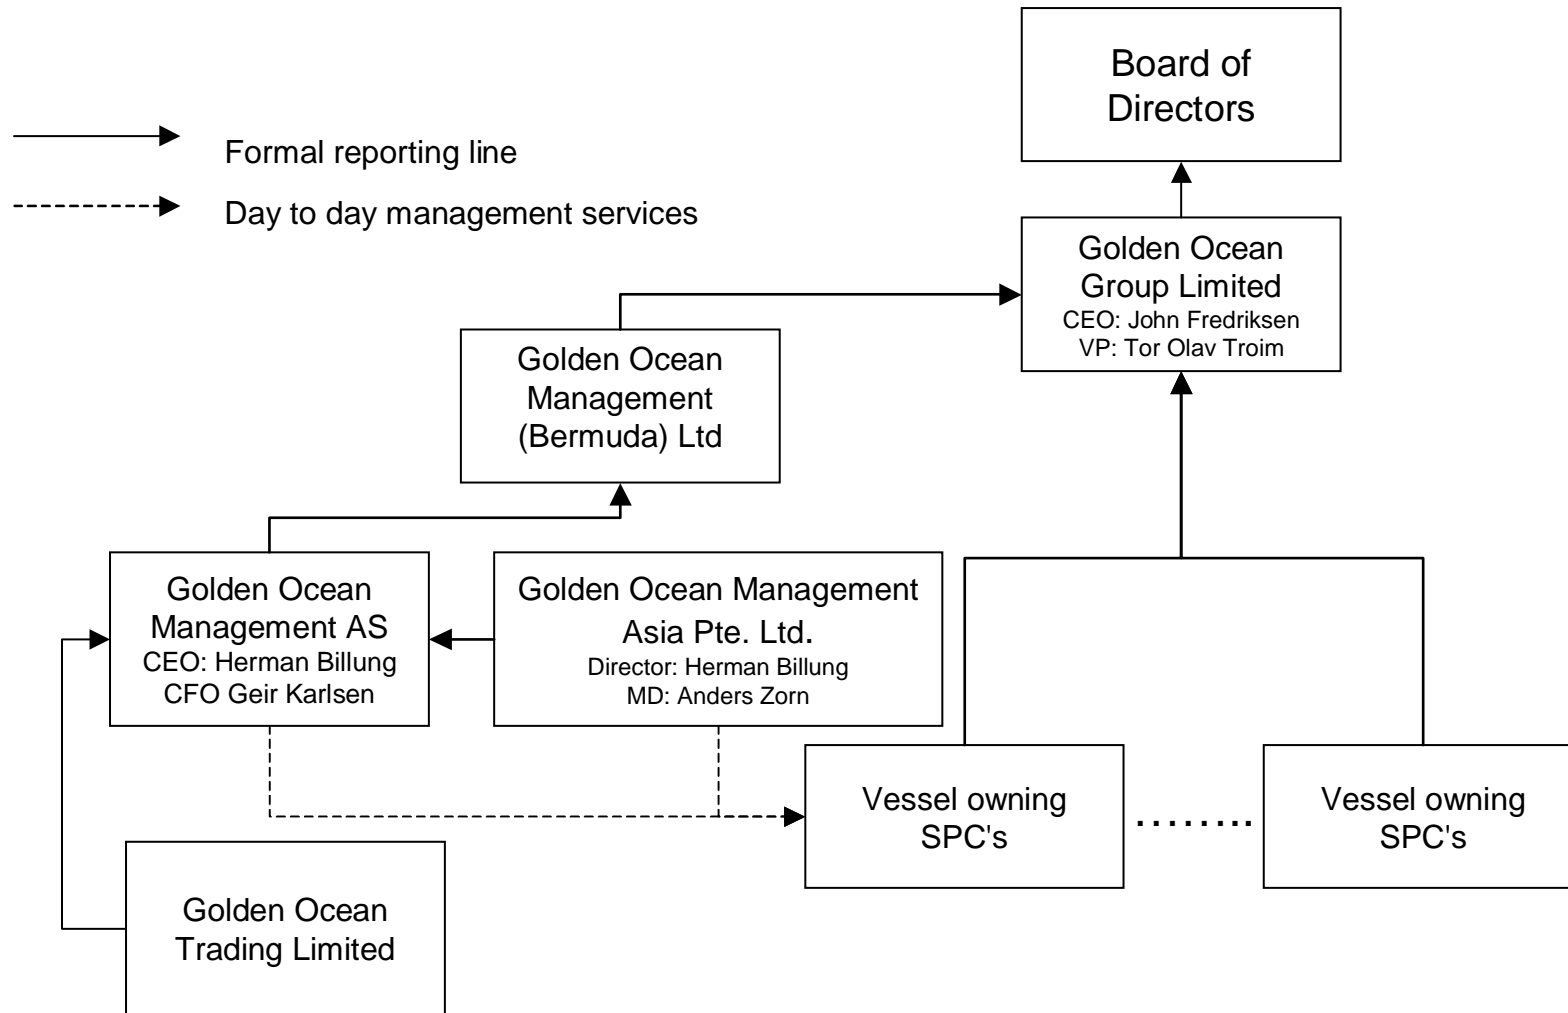 Board of
Directors
Formal reporting line
Day to day management services
Golden Ocean
Group Limited
CEO: John Fredriksen
VP: Tor Olav Troim
Golden Ocean
Management
(Bermuda) Ltd
Golden Ocean
Management AS
CEO: Herman Billung
CFO Geir Karlsen
Golden Ocean Management
Asia Pte. Ltd.
Director: Herman Billung
MD: Anders Zorn
Vessel owning
SPC's
........
Vessel owning
SPC's
Golden Ocean
Trading Limited